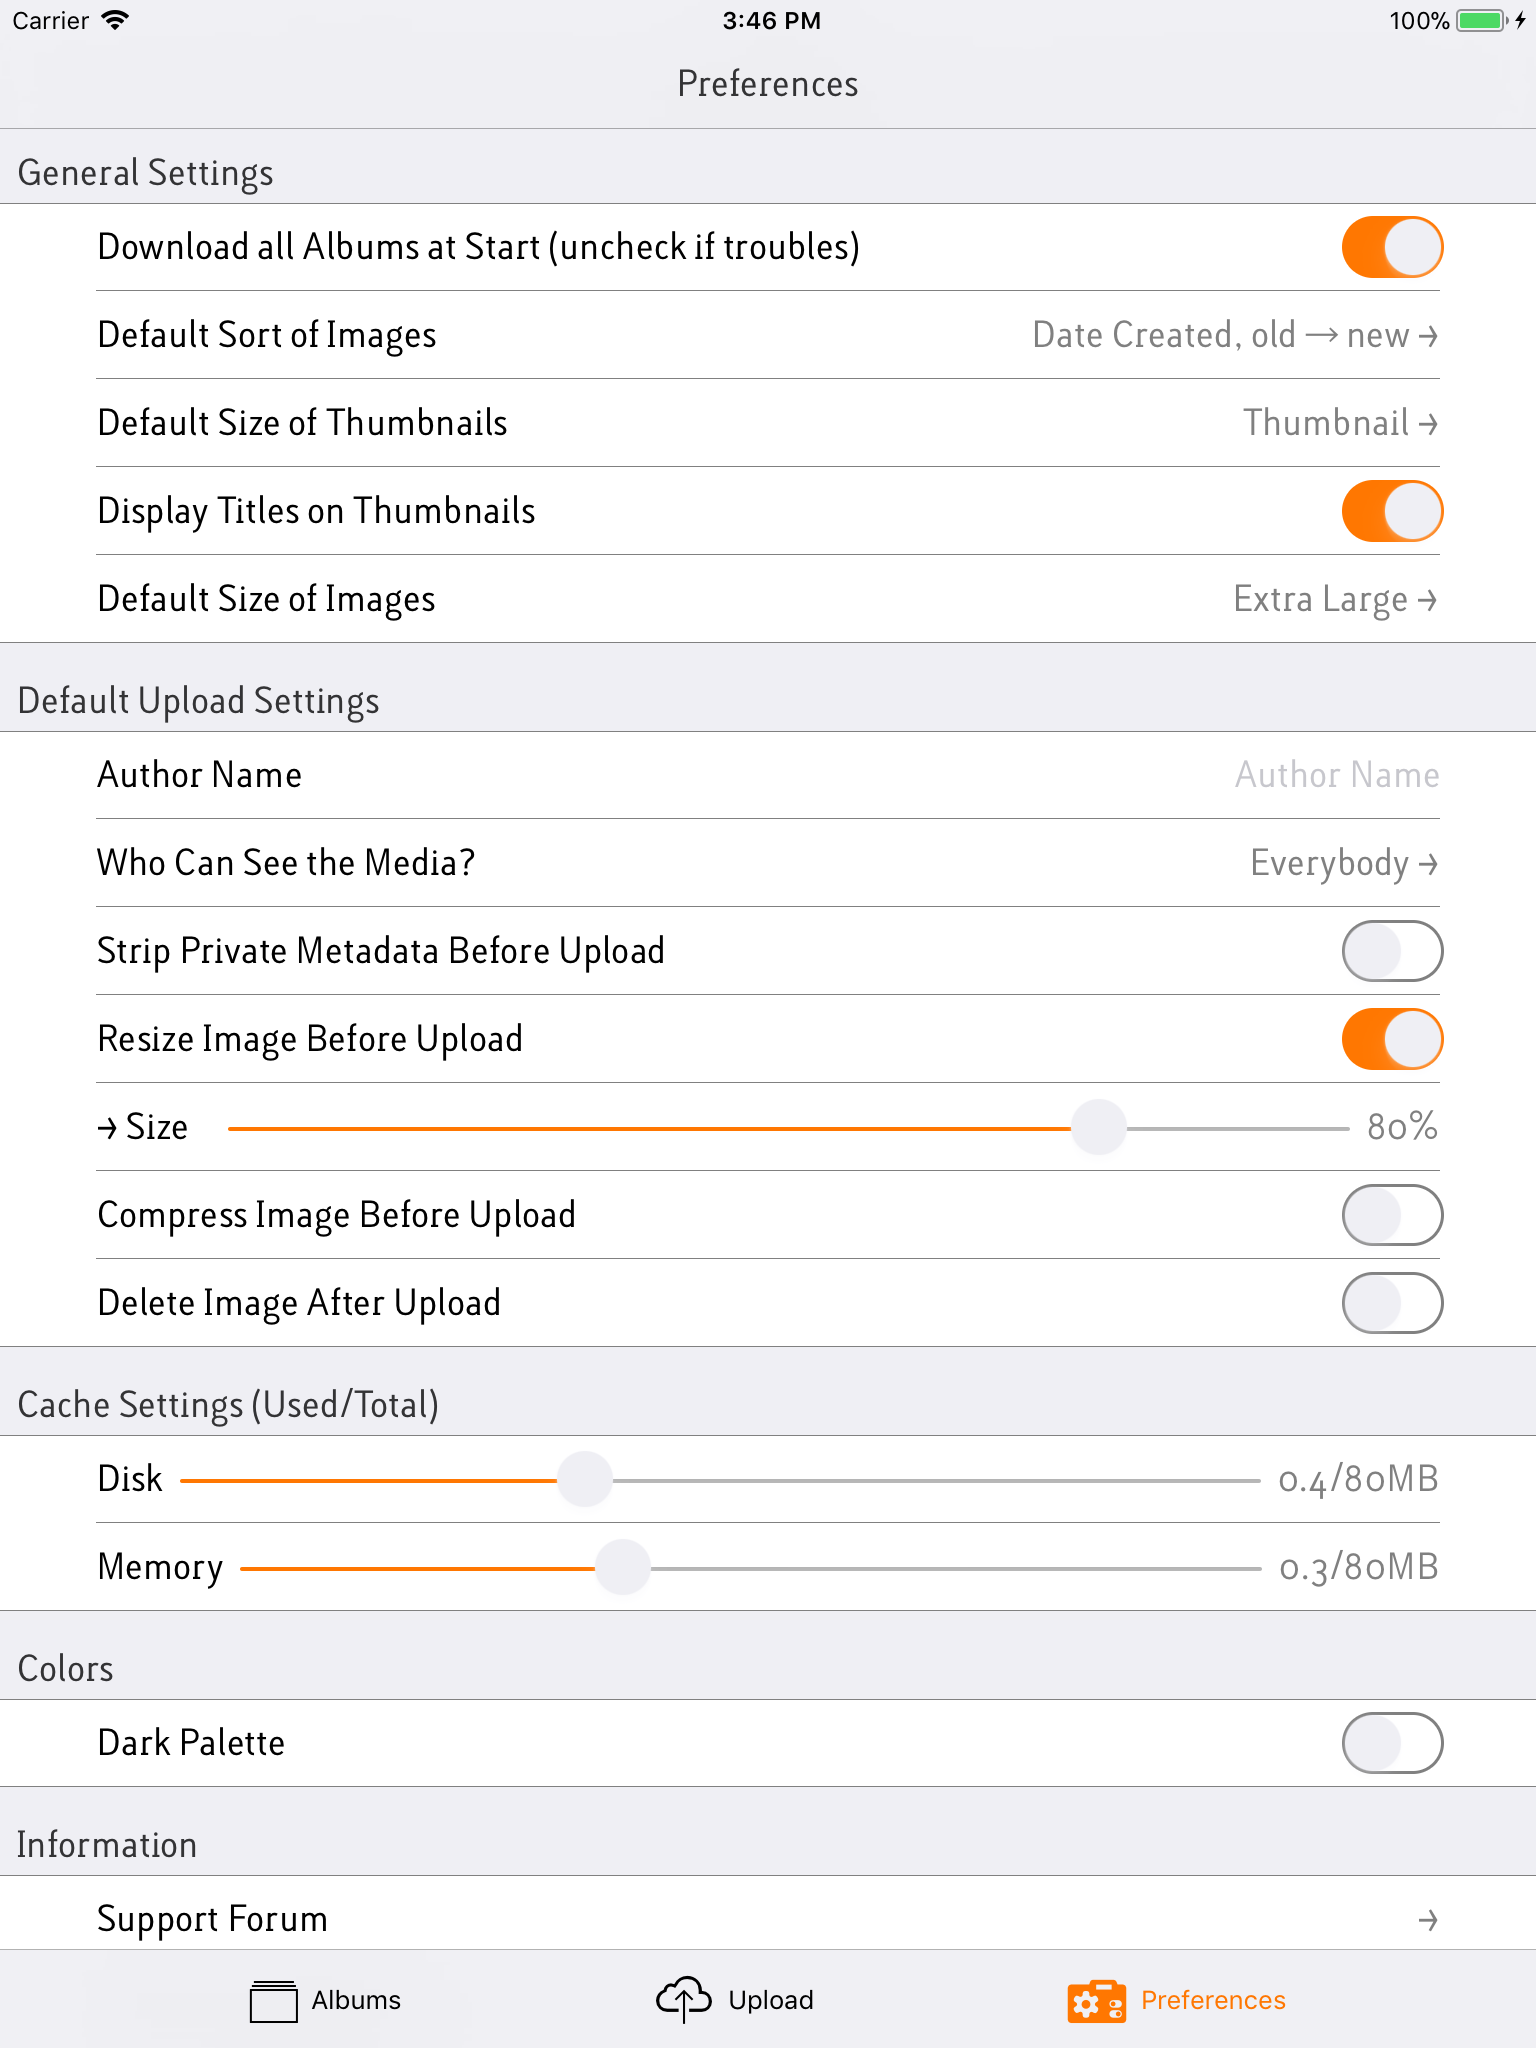 Carrier 3:46 PM 100%
Preferences
General Settings
Download all Albums at Start (uncheck if troubles)
Default Sort of Images Date Created, old → new →
Default Size of Thumbnails Thumbnail →
Display Titles on Thumbnails
Default Size of Images Extra Large →
Default Upload Settings
Author Name Author Name
Who Can See the Media? Everybody →
Strip Private Metadata Before Upload
Resize Image Before Upload
→ Size 80%
Compress Image Before Upload
Delete Image After Upload
Cache Settings (Used/Total)
Disk 0.4/80MB
Memory 0.3/80MB
Colors
Dark Palette
Information
Support Forum →
Albums Upload Preferences